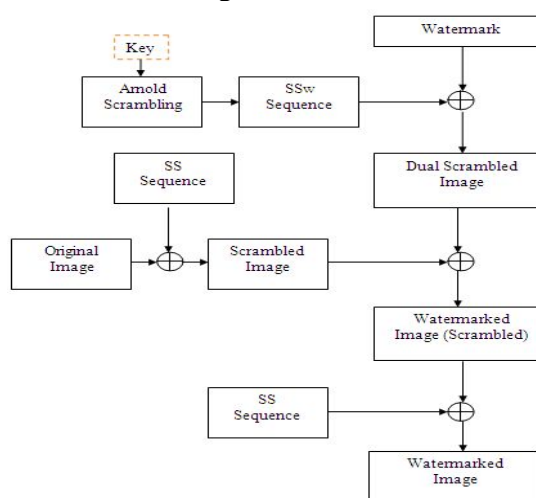 Watermark
Key
Arnold
Scrambling
SSw
Sequence
SS
Sequence
Dual Scrambled
Image
Original
Image
Scrambled
Image
Watermarked
Image (Scrambled)
SS
Sequence
Watermarked
Image